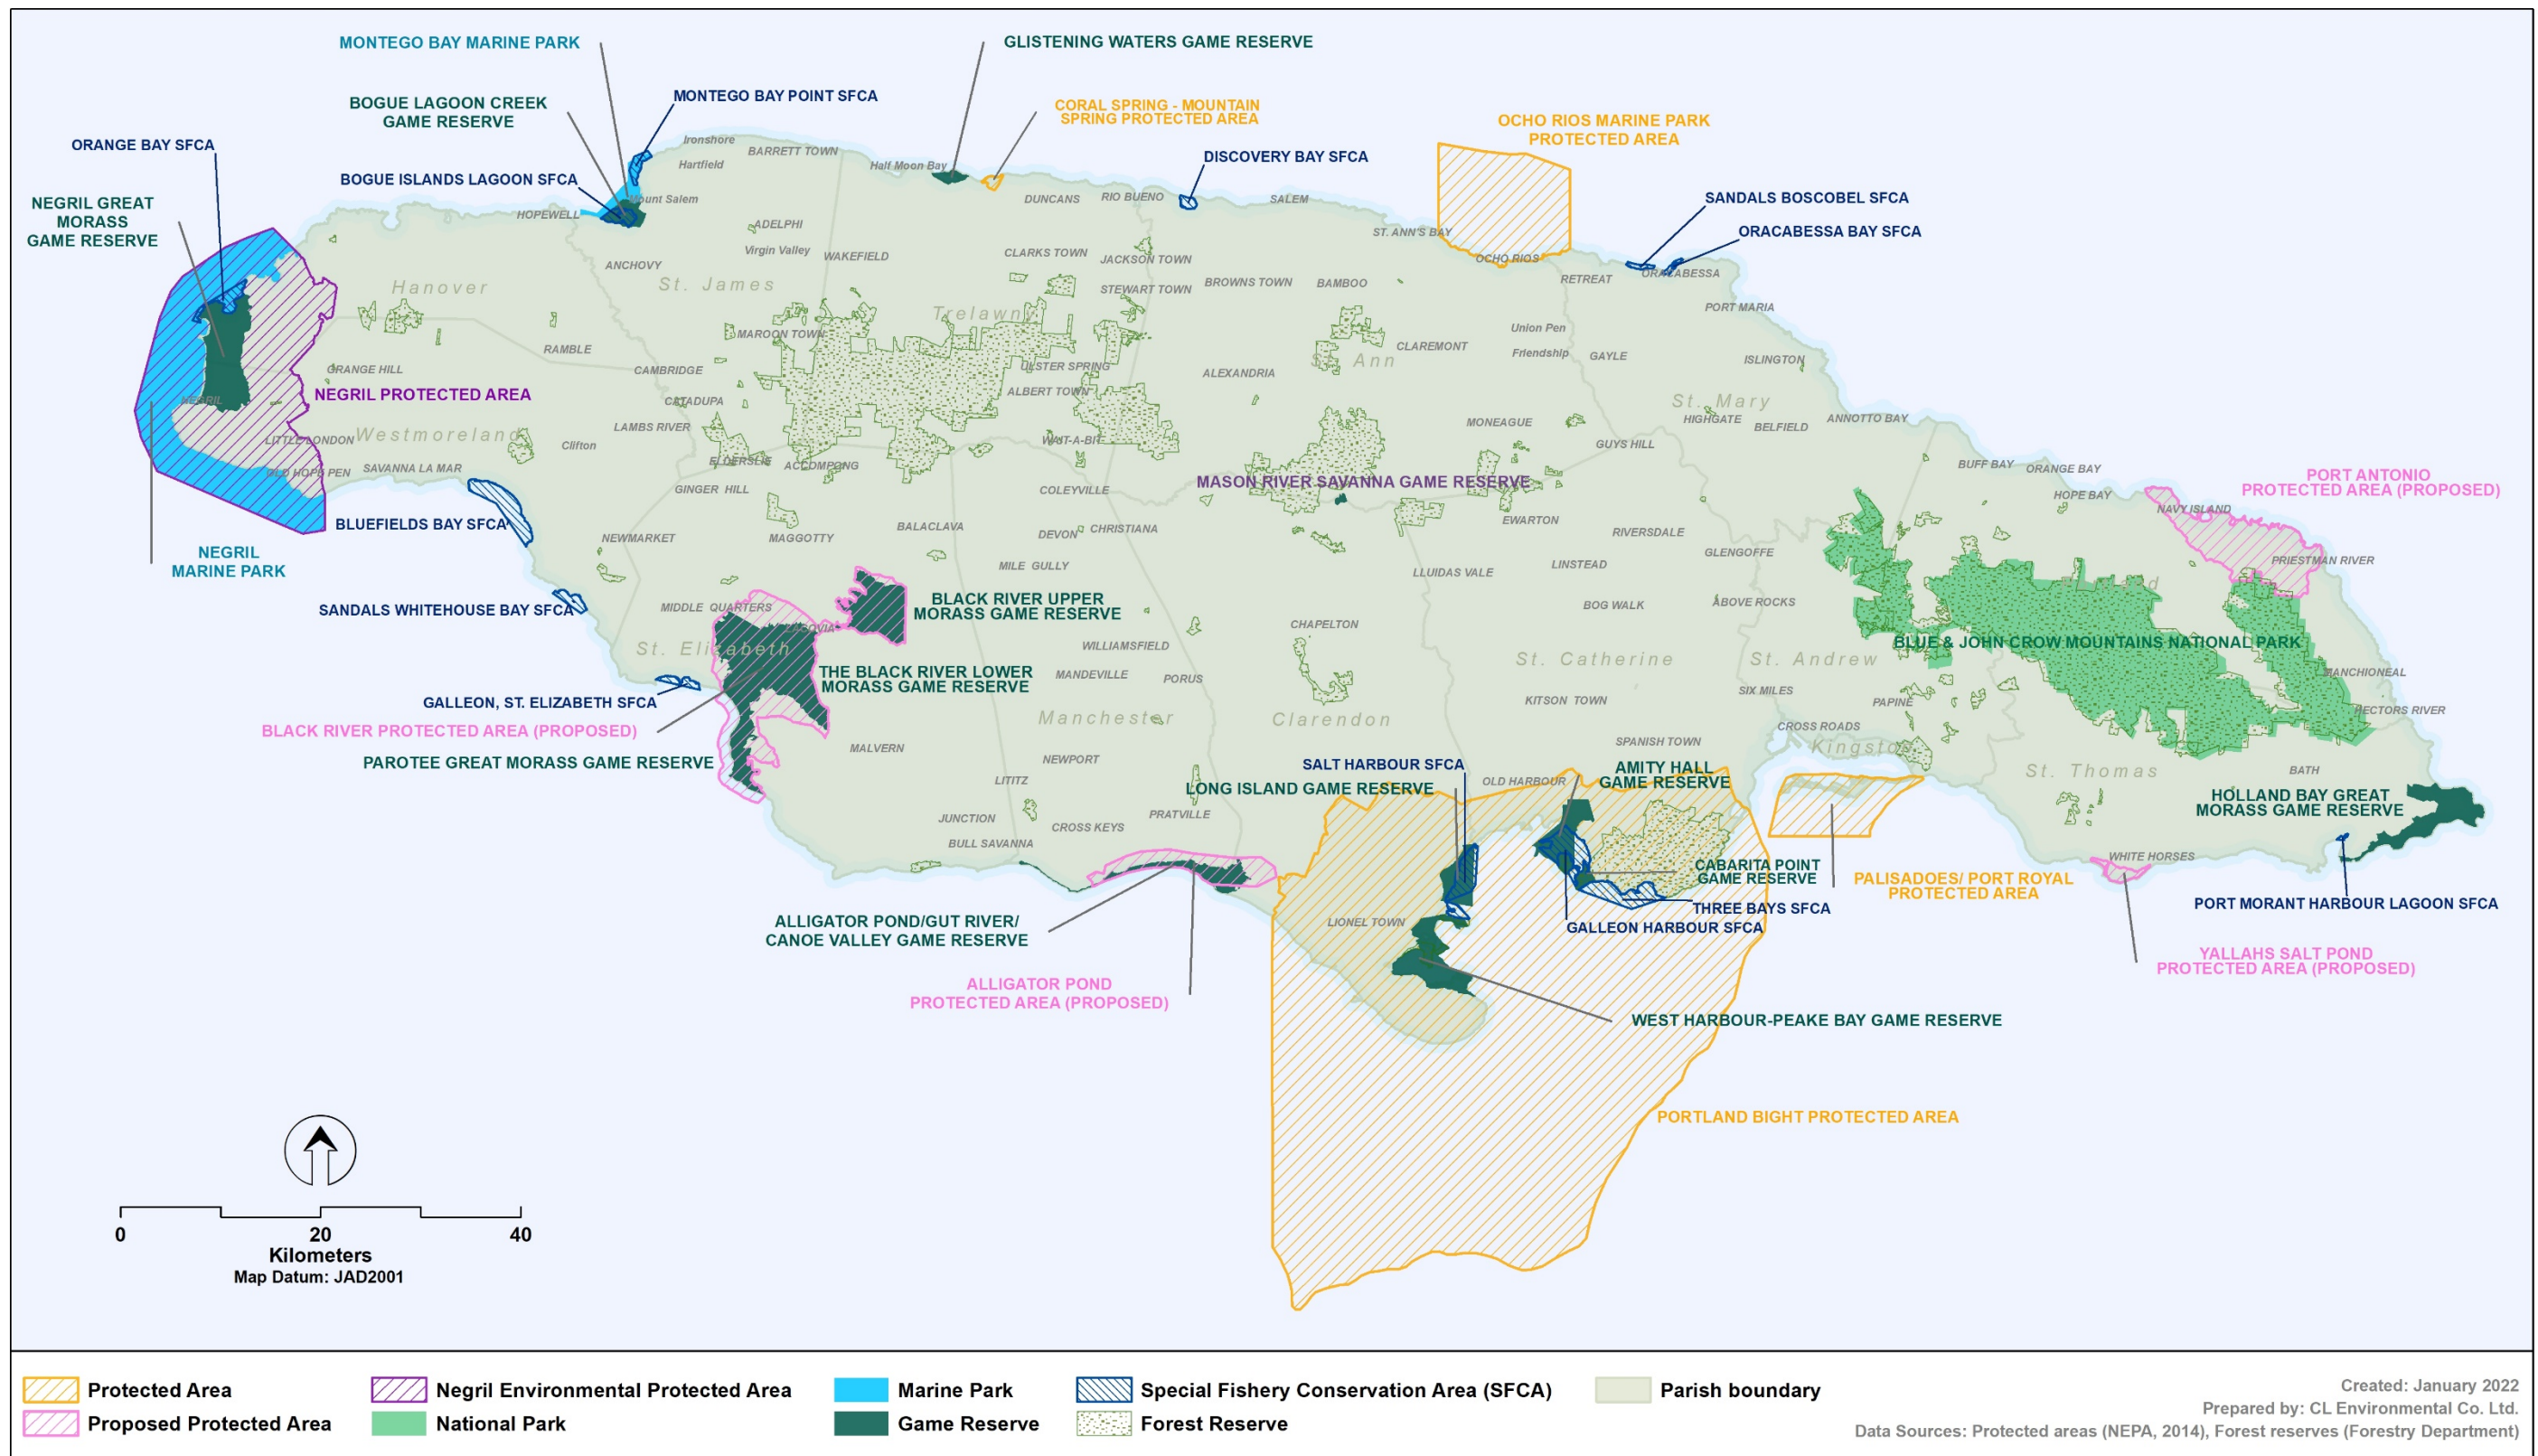 MONTEGO BAY MARINE PARK
GLISTENING WATERS GAME RESERVE
BOGUE LAGOON CREEK
GAME RESERVE
MONTEGO BAY POINT SFCA
CORAL SPRING - MOUNTAIN
SPRING PROTECTED AREA
OCHO RIOS MARINE PARK
PROTECTED AREA
ORANGE BAY SFCA
Ironshore
BARRETT TOWN
Hartfield
Half Moon Bay
DISCOVERY BAY SFCA
BOGUE ISLANDS LAGOON SFCA
NEGRIL GREAT
MORASS
GAME RESERVE
HOPEWELL
Mount Salem
DUNCANS
RIO BUENO
SALEM
SANDALS BOSCOBEL SFCA
ADELPHI
ST. ANN'S BAY
ORACABESSA BAY SFCA
Virgin Valley
WAKEFIELD
CLARKS TOWN
JACKSON TOWN
OCHO RIOS
ANCHOVY
ORACABESSA
Hanover
St. James
STEWART TOWN
BROWNS TOWN
BAMBOO
RETREAT
Trelawny
PORT MARIA
MAROON TOWN
Union Pen
RAMBLE
CLAREMONT
Friendship
GAYLE
St. Ann
ISLINGTON
ORANGE HILL
CAMBRIDGE
ULSTER SPRING
ALEXANDRIA
NEGRIL PROTECTED AREA
NEGRIL
CATADUPA
ALBERT TOWN
St. Mary
HIGHGATE
BELFIELD
ANNOTTO BAY
LITTLE LONDON
Westmoreland
Clifton
LAMBS RIVER
WAIT-A-BIT
MONEAGUE
GUYS HILL
OLD HOPE PEN
SAVANNA LA MAR
ELDERSLIE
ACCOMPONG
BUFF BAY
ORANGE BAY
GINGER HILL
COLEYVILLE
MASON RIVER SAVANNA GAME RESERVE
HOPE BAY
PORT ANTONIO
PROTECTED AREA (PROPOSED)
NAVY ISLAND
BLUEFIELDS BAY SFCA
NEWMARKET
MAGGOTTY
BALACLAVA
DEVON
CHRISTIANA
EWARTON
RIVERSDALE
GLENGOFFE
PRIESTMAN RIVER
NEGRIL
MARINE PARK
MILE GULLY
LLUIDAS VALE
LINSTEAD
SANDALS WHITEHOUSE BAY SFCA
MIDDLE QUARTERS
BLACK RIVER UPPER
MORASS GAME RESERVE
BOG WALK
ABOVE ROCKS
CHAPELTON
St. Elizabeth
WILLIAMSFIELD
BLUE & JOHN CROW MOUNTAINS NATIONAL PARK
St. Catherine
St. Andrew
THE BLACK RIVER LOWER
MORASS GAME RESERVE
MANDEVILLE
PORUS
MANCHIONEAL
GALLEON, ST. ELIZABETH SFCA
KITSON TOWN
SIX MILES
PAPINE
HECTORS RIVER
BLACK RIVER PROTECTED AREA (PROPOSED)
Manchester
Clarendon
CROSS ROADS
PAROTEE GREAT MORASS GAME RESERVE
MALVERN
NEWPORT
SPANISH TOWN
Kingston
SALT HARBOUR SFCA
LITITZ
LONG ISLAND GAME RESERVE
OLD HARBOUR
AMITY HALL
GAME RESERVE
St. Thomas
BATH
HOLLAND BAY GREAT
MORASS GAME RESERVE
JUNCTION
CROSS KEYS
PRATVILLE
BULL SAVANNA
WHITE HORSES
CABARITA POINT
GAME RESERVE
PALISADOES/ PORT ROYAL
PROTECTED AREA
THREE BAYS SFCA
PORT MORANT HARBOUR LAGOON SFCA
ALLIGATOR POND/GUT RIVER/
CANOE VALLEY GAME RESERVE
LIONEL TOWN
GALLEON HARBOUR SFCA
YALLAHS SALT POND
PROTECTED AREA (PROPOSED)
ALLIGATOR POND
PROTECTED AREA (PROPOSED)
WEST HARBOUR-PEAKE BAY GAME RESERVE
PORTLAND BIGHT PROTECTED AREA
0 20 40
Kilometers
Map Datum: JAD2001
Protected Area
Negril Environmental Protected Area
Marine Park
Special Fishery Conservation Area (SFCA)
Parish boundary
Proposed Protected Area
National Park
Game Reserve
Forest Reserve
Created: January 2022
Prepared by: CL Environmental Co. Ltd.
Data Sources: Protected areas (NEPA, 2014), Forest reserves (Forestry Department)